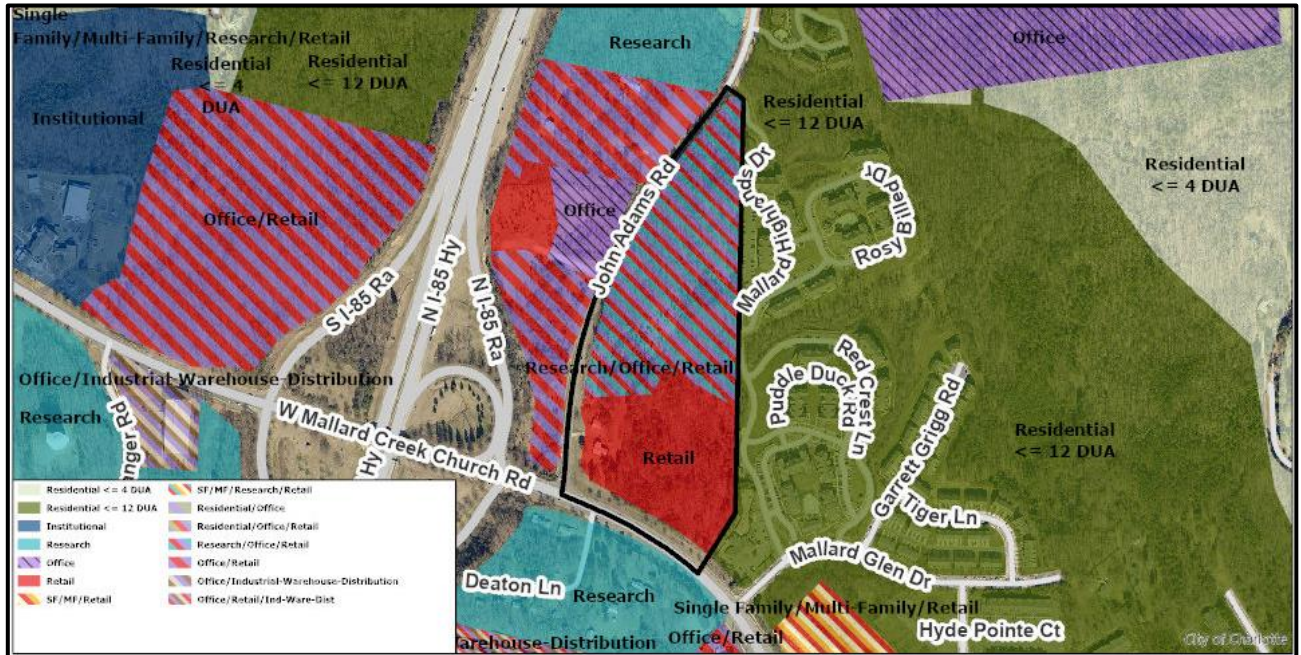 Single
Family/Multi-Family/Research/Retail
Residential
<= 4
DUA
Residential
<= 12 DUA
Institutional
Research
Office
Residential
<= 12 DUA
Residential
<= 4 DUA
Office/Retail
Office
John Adams Rd
Mallard Highlands Dr
Rosy Billed Dr
S I-85 Ra
N I-85 Hy
N I-85 Ra
Research/Office/Retail
Office/Industrial-Warehouse-Distribution
Research
W Mallard Creek Church Rd
Hy
Retail
Puddle Duck Rd
Red Crest Ln
Garrett Grigg Rd
Residential
<= 12 DUA
Tiger Ln
Mallard Glen Dr
Deaton Ln
Research
Single Family/Multi-Family/Retail
Hyde Pointe Ct
arehouse-Distribution
Office/Retail
City of Charlotte
Residential <= 4 DUA
Residential <= 12 DUA
Institutional
Research
Office
Retail
SF/MF/Retail
SF/MF/Research/Retail
Residential/Office
Residential/Office/Retail
Research/Office/Retail
Office/Retail
Office/Industrial-Warehouse-Distribution
Office/Retail/Ind-Ware-Dist